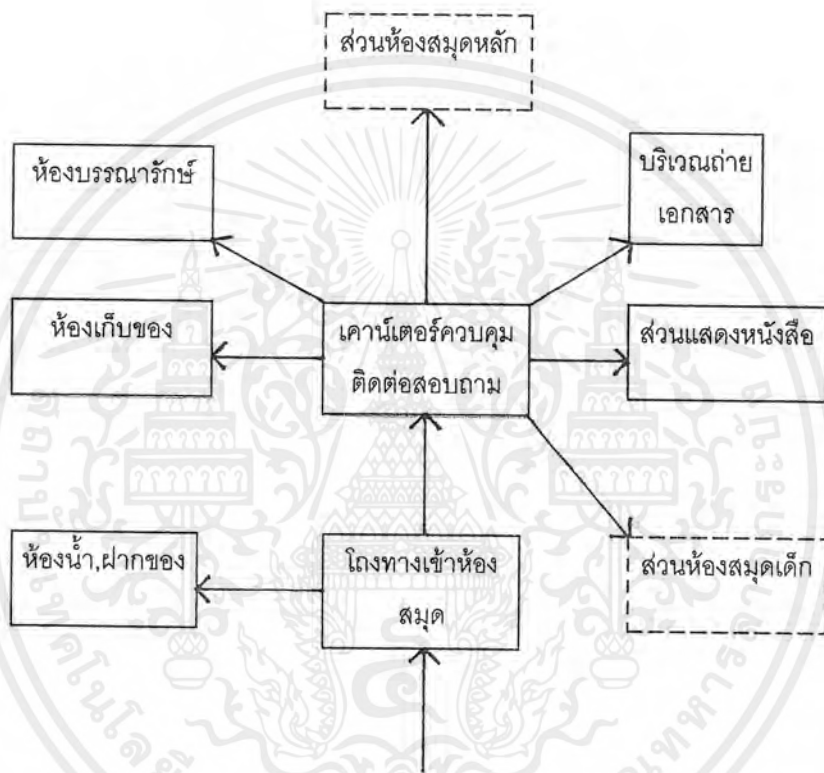 ส่วนห้องสมุดหลัก
ห้องบรรณารักษ์
บริเวณถ่าย
เอกสาร
ห้องเก็บของ
เคาน์เตอร์ควบคุม
ติดต่อสอบถาม
ส่วนแสดงหนังสือ
ห้องน้ำ,ฝากของ
โถงทางเข้าห้อง
สมุด
ส่วนห้องสมุดเด็ก